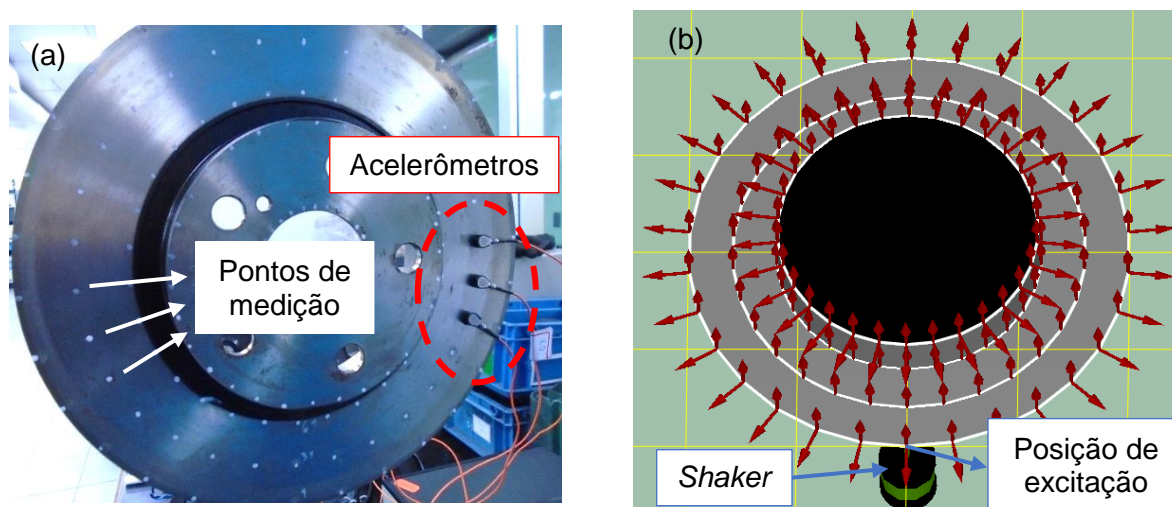 (a)
Acelerômetros
Pontos de
medição
(b)
Shaker
Posição de
excitação